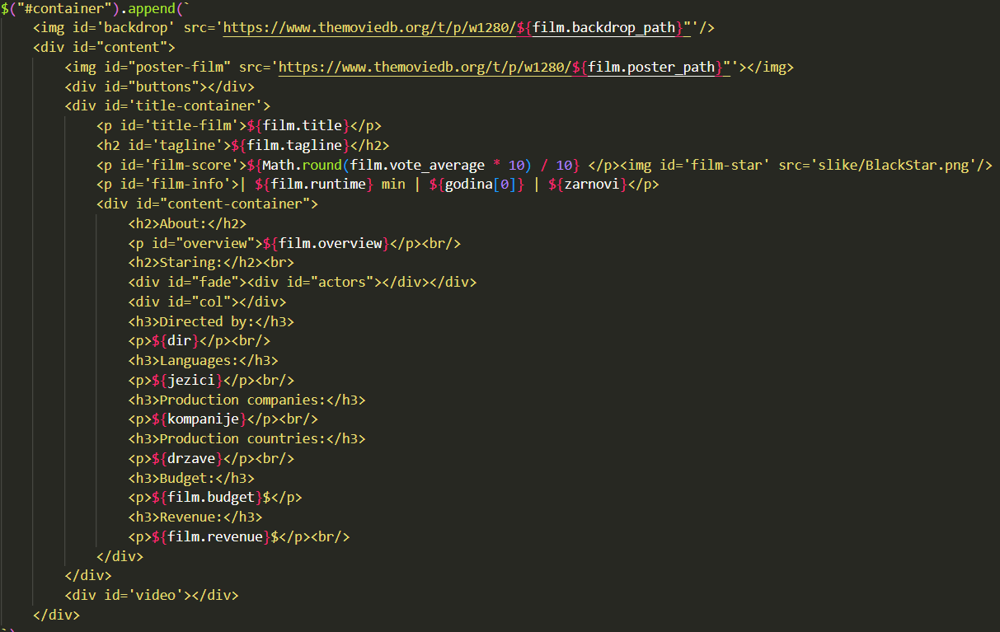 $("#container").append(`
<img id='backdrop' src='https://www.themoviedb.org/t/p/w1280/${film.backdrop_path}"'/>
<div id="content">
<img id="poster-film" src='https://www.themoviedb.org/t/p/w1280/${film.poster_path}"'></img>
<div id="buttons"></div>
<div id='title-container'>
<p id='title-film'>${film.title}</p>
<h2 id='tagline'>${film.tagline}</h2>
<p id='film-score'>${Math.round(film.vote_average * 10) / 10} </p><img id='film-star' src='slike/BlackStar.png'/>
<p id='film-info'>| ${film.runtime} min | ${godina[0]} | ${zarnovi}</p>
<div id="content-container">
<h2>About:</h2>
<p id="overview">${film.overview}</p><br/>
<h2>Staring:</h2><br>
<div id="fade"><div id="actors"></div></div>
<div id="col"></div>
<h3>Directed by:</h3>
<p>${dir}</p><br/>
<h3>Languages:</h3>
<p>${jezici}</p><br/>
<h3>Production companies:</h3>
<p>${kompanije}</p><br/>
<h3>Production countries:</h3>
<p>${drzave}</p><br/>
<h3>Budget:</h3>
<p>${film.budget}$</p>
<h3>Revenue:</h3>
<p>${film.revenue}$</p><br/>
</div>
</div>
<div id='video'></div>
</div>
`)